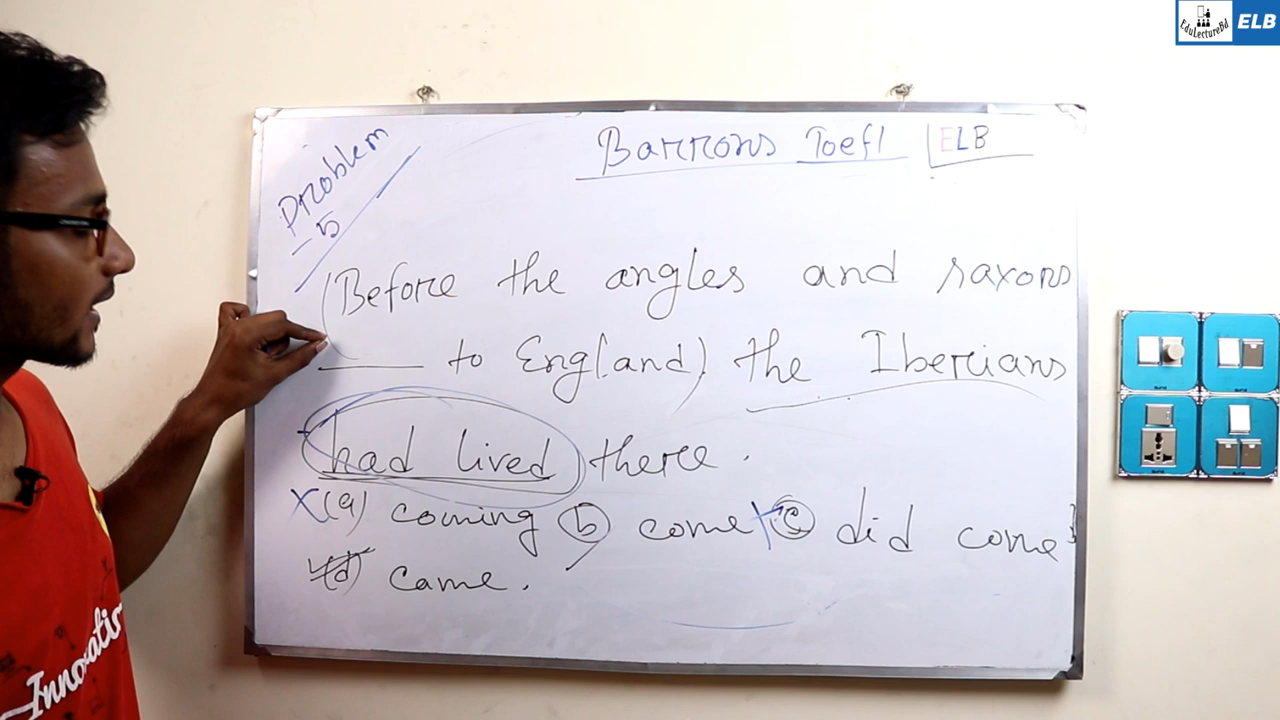 EduLectureBd ELB
Barrons Toefl ELB
Problem
- 5
(Before the angles and saxons
___ to England), the Iberians
had lived there.
(a) coming (b) come (c) did come
(d) came.
Innovatio